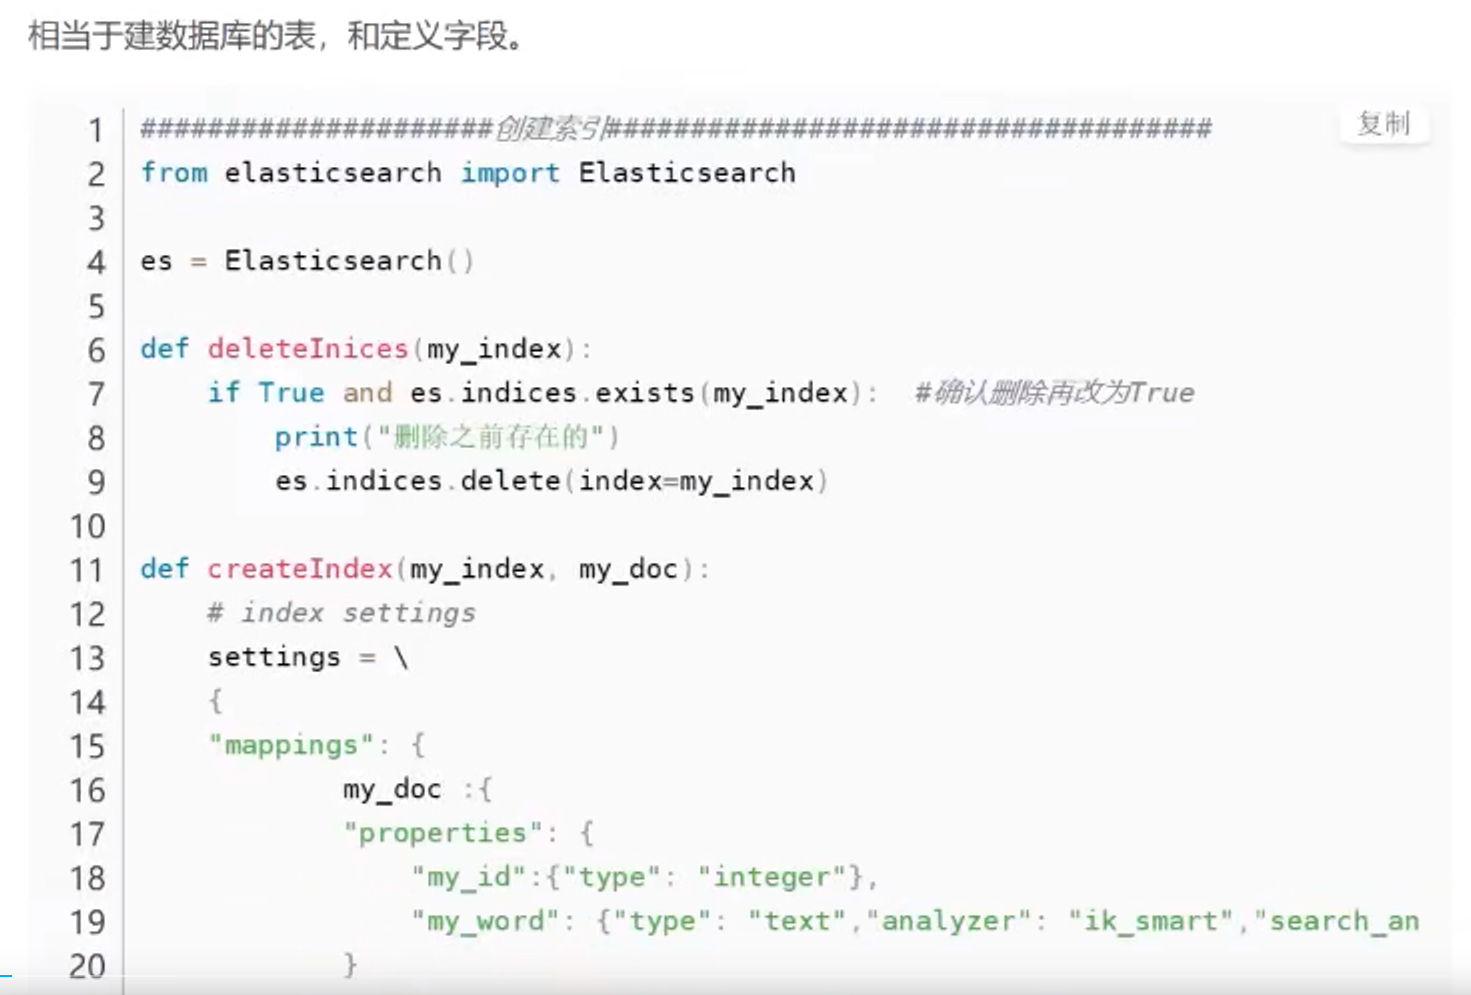 相当于建数据库的表，和定义字段。
复制
1 #####################创建索引####################################
2 from elasticsearch import Elasticsearch
3
4 es = Elasticsearch()
5
6 def deleteInices(my_index):
7     if True and es.indices.exists(my_index):  #确认删除再改为True
8         print("删除之前存在的")
9         es.indices.delete(index=my_index)
10
11 def createIndex(my_index, my_doc):
12     # index settings
13     settings = \
14     {
15     "mappings": {
16             my_doc :{
17             "properties": {
18                 "my_id":{"type": "integer"},
19                 "my_word": {"type": "text","analyzer": "ik_smart","search_an
20             }